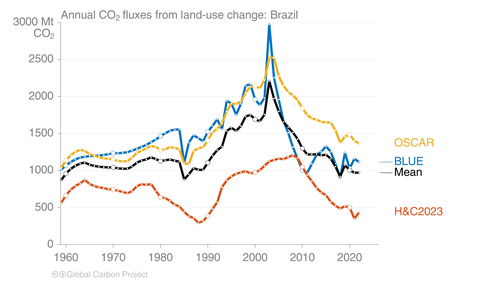 Annual CO₂ fluxes from land-use change: Brazil
3000 Mt
CO₂
2500
2000
1500
1000
500
0
1960
1970
1980
1990
2000
2010
2020
OSCAR
BLUE
Mean
H&C2023
Global Carbon Project